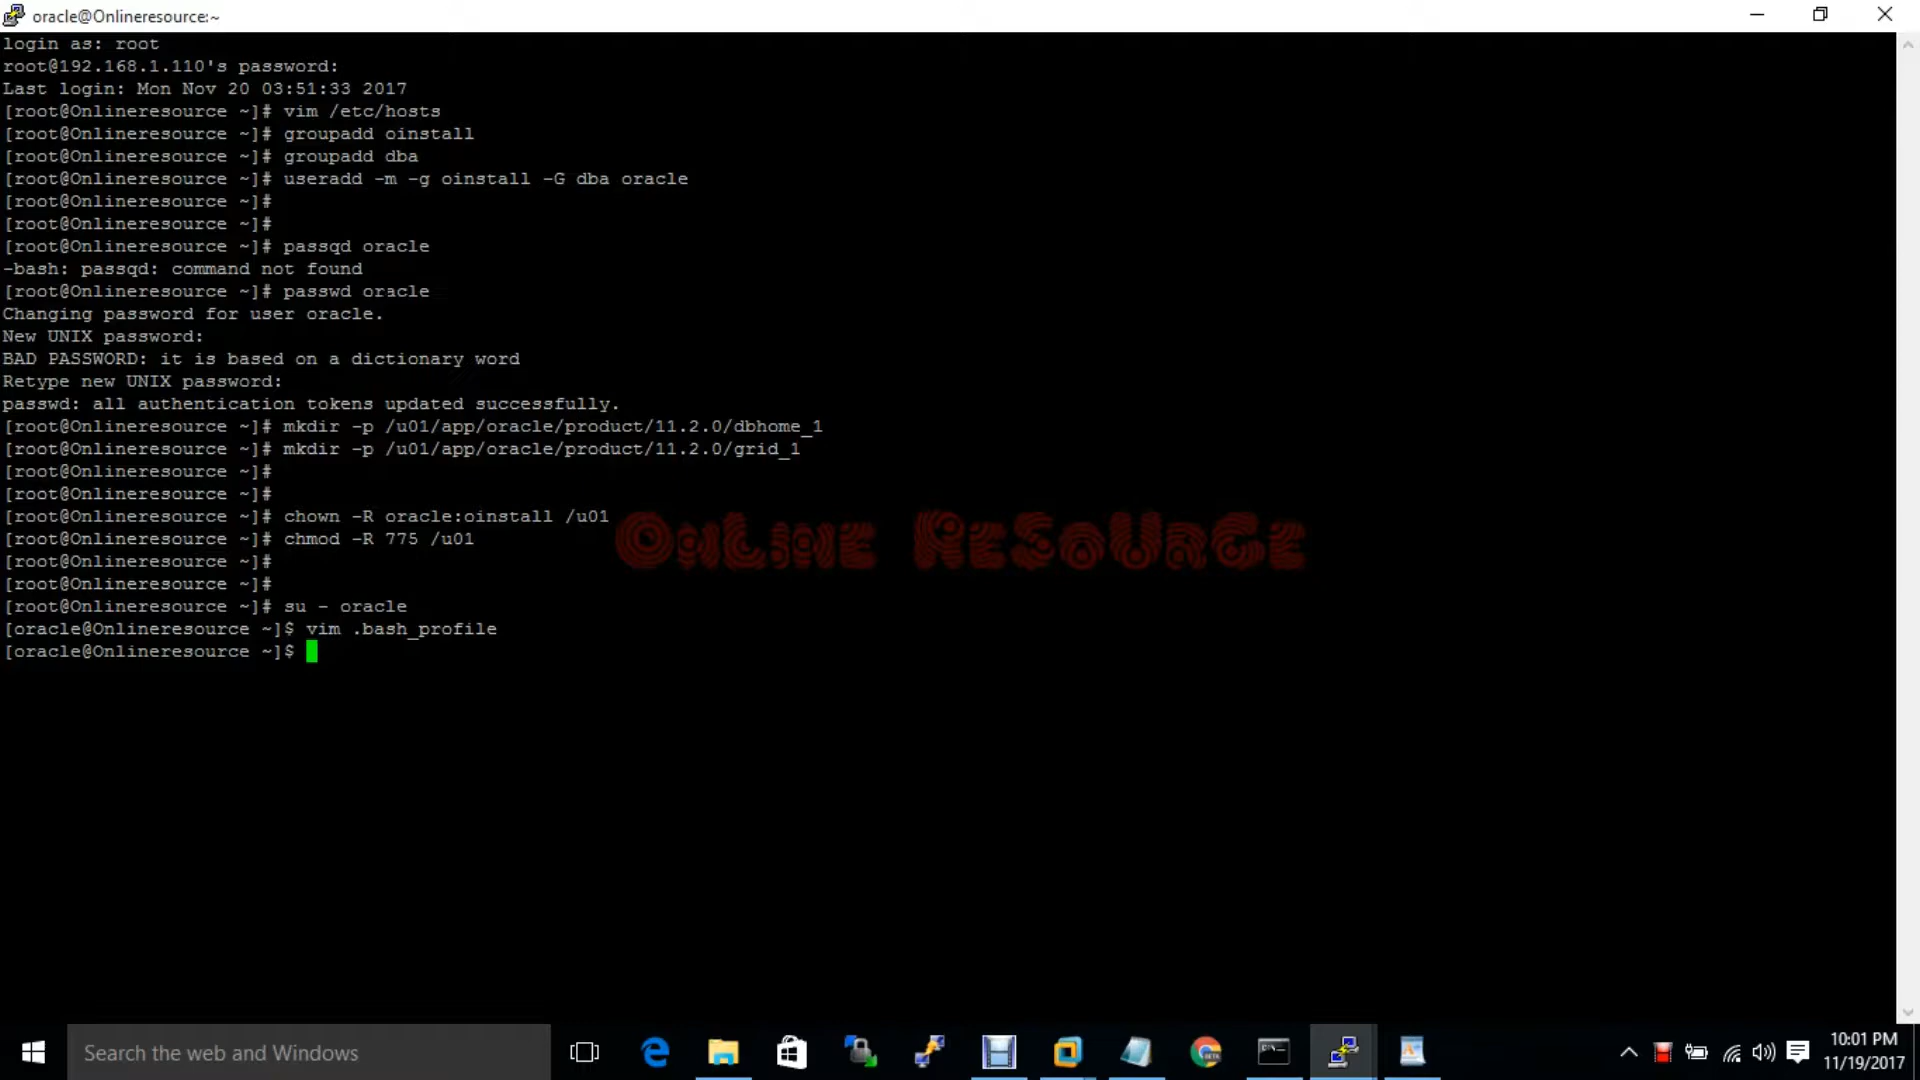 oracle@Onlineresource:~
login as: root
root@192.168.1.110's password:
Last login: Mon Nov 20 03:51:33 2017
[root@Onlineresource ~]# vim /etc/hosts
[root@Onlineresource ~]# groupadd oinstall
[root@Onlineresource ~]# groupadd dba
[root@Onlineresource ~]# useradd -m -g oinstall -G dba oracle
[root@Onlineresource ~]#
[root@Onlineresource ~]#
[root@Onlineresource ~]# passqd oracle
-bash: passqd: command not found
[root@Onlineresource ~]# passwd oracle
Changing password for user oracle.
New UNIX password:
BAD PASSWORD: it is based on a dictionary word
Retype new UNIX password:
passwd: all authentication tokens updated successfully.
[root@Onlineresource ~]# mkdir -p /u01/app/oracle/product/11.2.0/dbhome_1
[root@Onlineresource ~]# mkdir -p /u01/app/oracle/product/11.2.0/grid_1
[root@Onlineresource ~]#
[root@Onlineresource ~]#
[root@Onlineresource ~]# chown -R oracle:oinstall /u01
[root@Onlineresource ~]# chmod -R 775 /u01
OnLiNE ReSoUrCe
[root@Onlineresource ~]#
[root@Onlineresource ~]#
[root@Onlineresource ~]# su - oracle
[oracle@Onlineresource ~]$ vim .bash_profile
[oracle@Onlineresource ~]$
Search the web and Windows
BETA
10:01 PM
11/19/2017